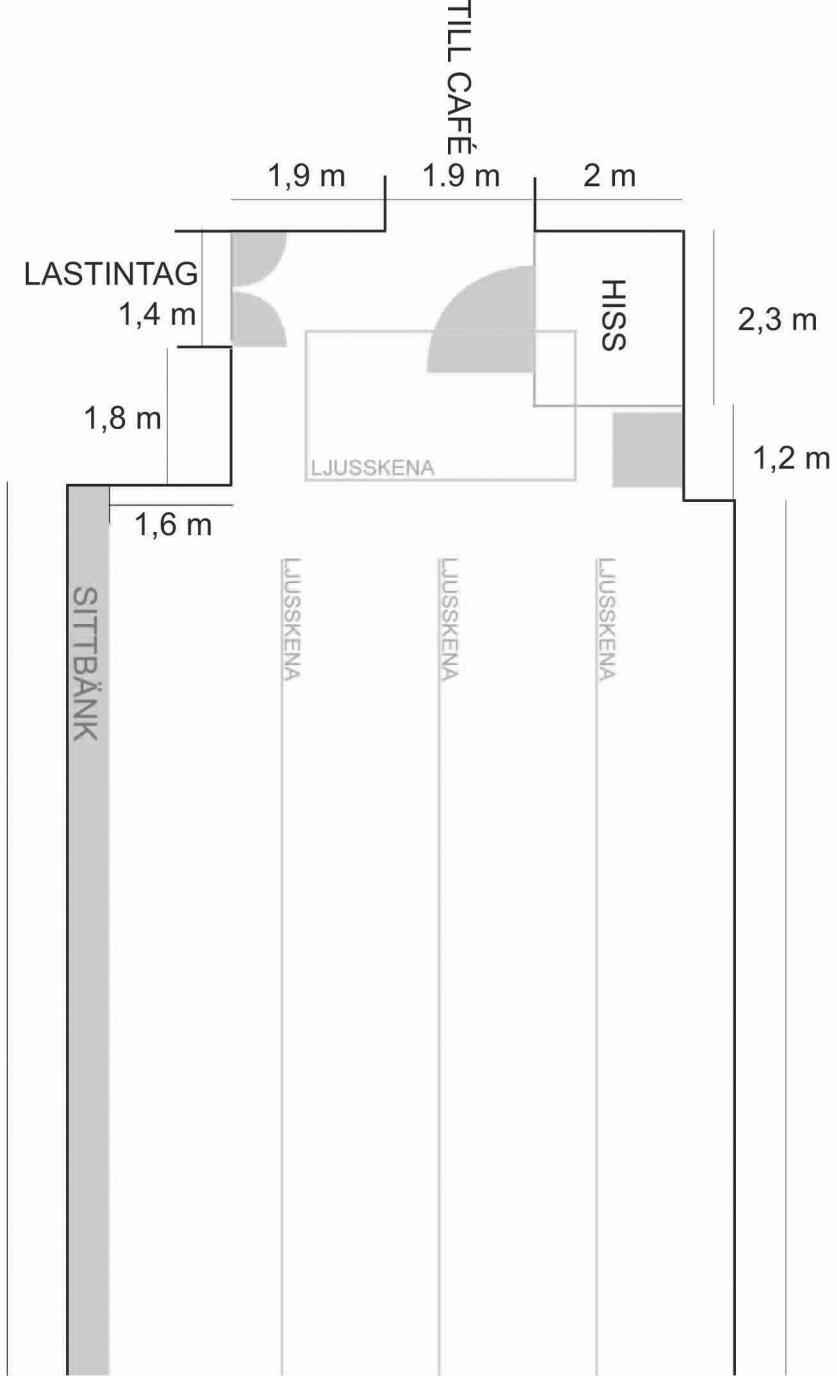 TILL CAFÉ
1,9 m
1.9 m
2 m
LASTINTAG
1,4 m
HISS
2,3 m
1,8 m
LJUSSKENA
1,2 m
1,6 m
SITTBÄNK
LJUSSKENA
LJUSSKENA
LJUSSKENA